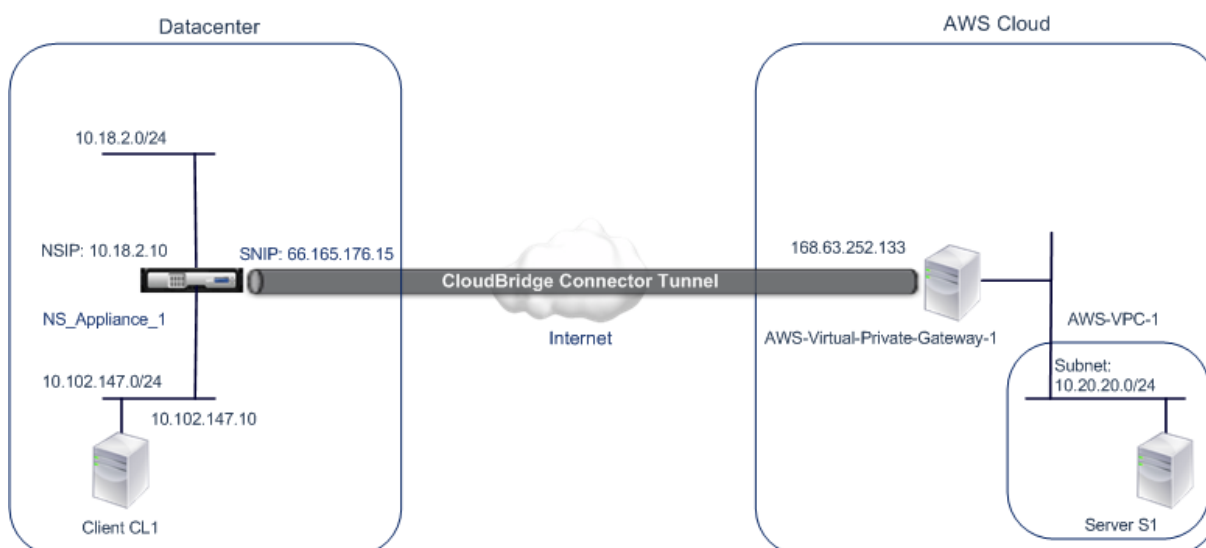 Datacenter
AWS Cloud
10.18.2.0/24
NSIP: 10.18.2.10
SNIP: 66.165.176.15
168.63.252.133
CloudBridge Connector Tunnel
NS_Appliance_1
Internet
AWS-Virtual-Private-Gateway-1
AWS-VPC-1
10.102.147.0/24
10.102.147.10
Subnet:
10.20.20.0/24
Client CL1
Server S1